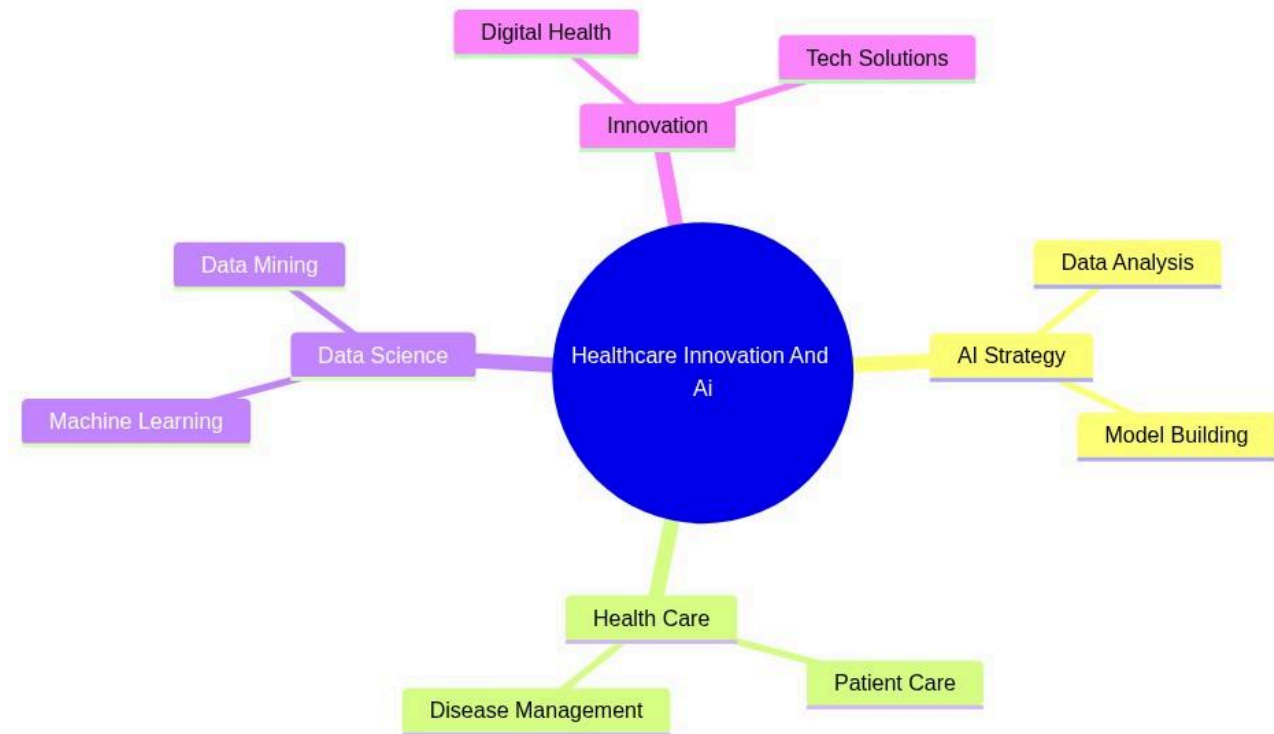 Digital Health
Tech Solutions
Innovation
Data Mining
Data Analysis
Data Science
Healthcare Innovation And
Ai
AI Strategy
Machine Learning
Model Building
Health Care
Patient Care
Disease Management